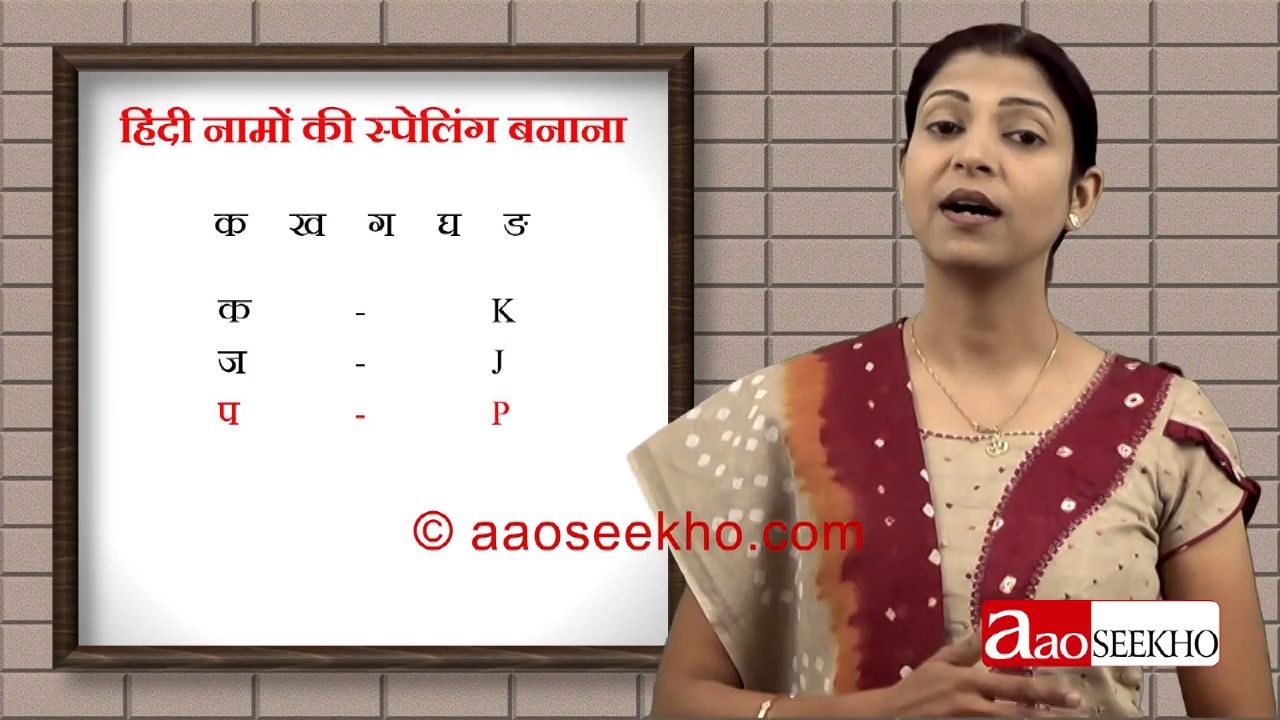 हिंदी नामों की स्पेलिंग बनाना
क ख ग घ ङ
क - K
ज - J
प - P
© aaoseekho.com
aaoSEEKHO